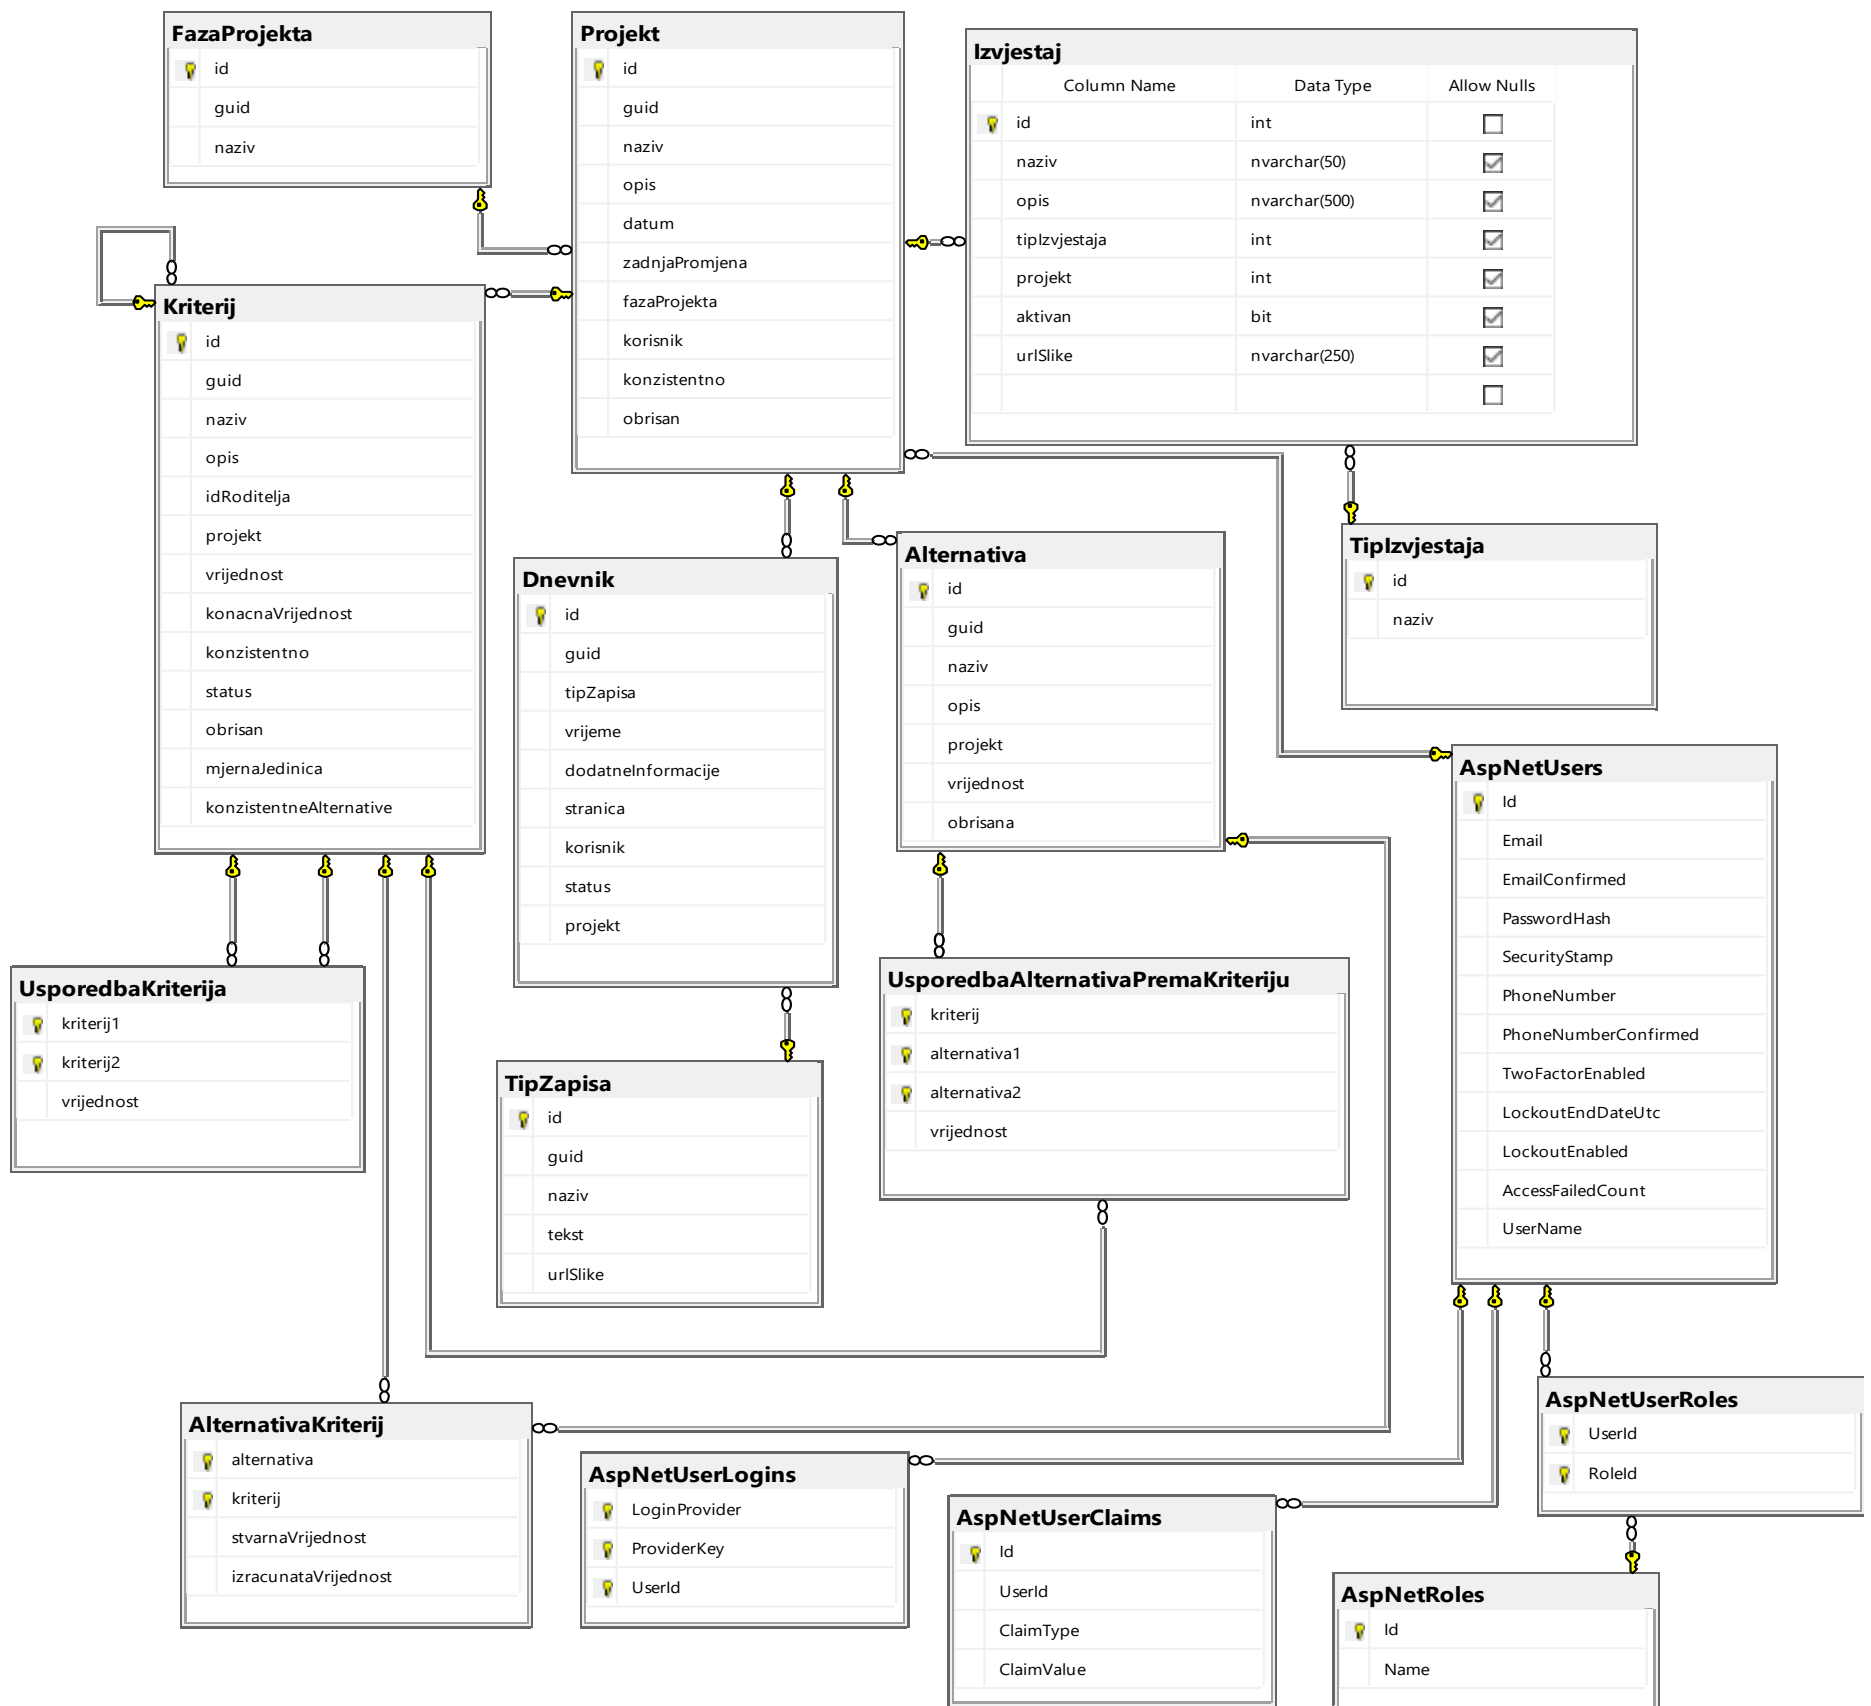 FazaProjekta
id
guid
naziv
Projekt
id
guid
naziv
opis
datum
zadnjaPromjena
fazaProjekta
korisnik
konzistentno
obrisan
Izvjestaj
Column Name Data Type Allow Nulls
id int
naziv nvarchar(50)
opis nvarchar(500)
tipIzvjestaja int
projekt int
aktivan bit
urlSlike nvarchar(250)
Kriterij
id
guid
naziv
opis
idRoditelja
projekt
vrijednost
konacnaVrijednost
konzistentno
status
obrisan
mjernaJedinica
konzistentneAlternative
Dnevnik
id
guid
tipZapisa
vrijeme
dodatneInformacije
stranica
korisnik
status
projekt
Alternativa
id
guid
naziv
opis
projekt
vrijednost
obrisana
TipIzvjestaja
id
naziv
AspNetUsers
Id
Email
EmailConfirmed
PasswordHash
SecurityStamp
PhoneNumber
PhoneNumberConfirmed
TwoFactorEnabled
LockoutEndDateUtc
LockoutEnabled
AccessFailedCount
UserName
UsporedbaKriterija
kriterij1
kriterij2
vrijednost
TipZapisa
id
guid
naziv
tekst
urlSlike
UsporedbaAlternativaPremaKriteriju
kriterij
alternativa1
alternativa2
vrijednost
AlternativaKriterij
alternativa
kriterij
stvarnaVrijednost
izracunataVrijednost
AspNetUserLogins
LoginProvider
ProviderKey
UserId
AspNetUserClaims
Id
UserId
ClaimType
ClaimValue
AspNetUserRoles
UserId
RoleId
AspNetRoles
Id
Name